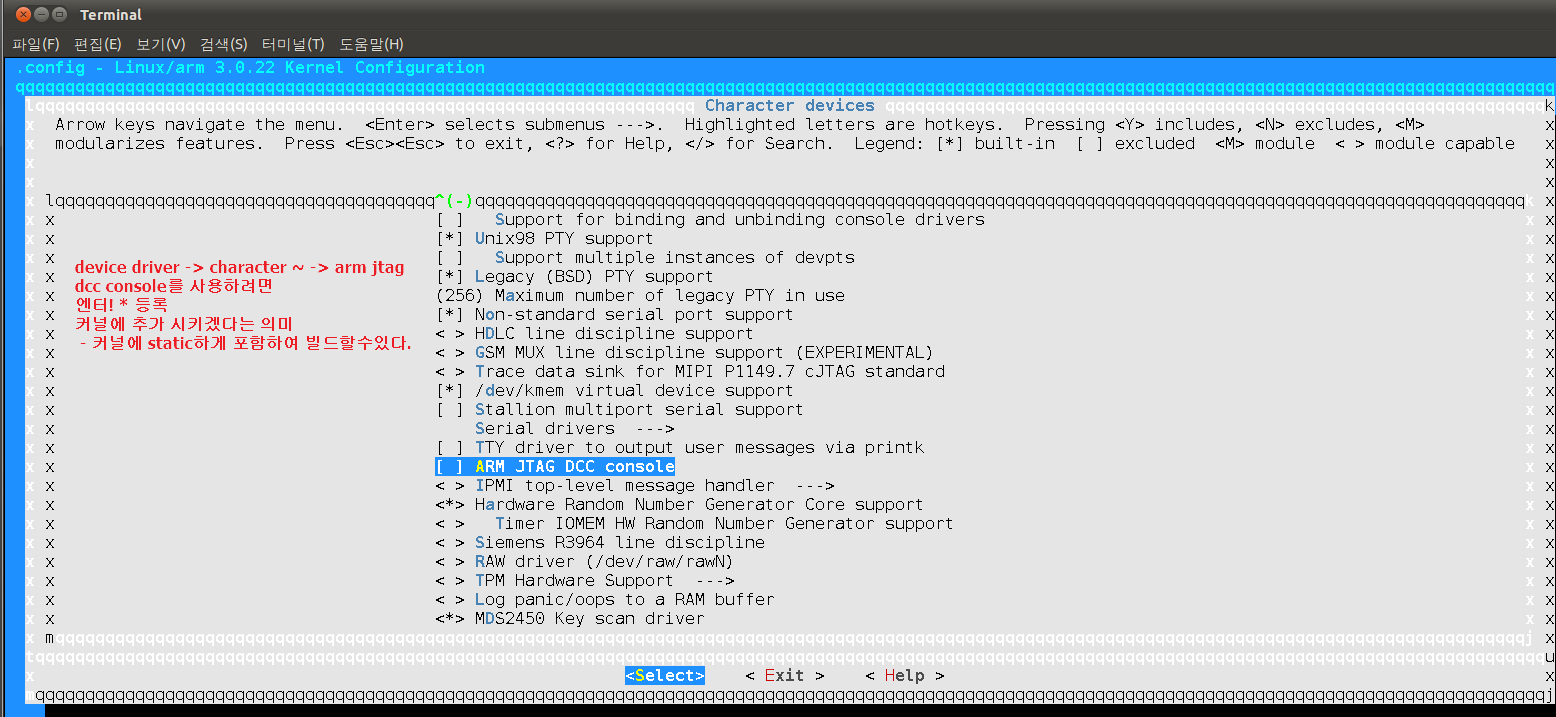 Terminal
파일(F) 편집(E) 보기(V) 검색(S) 터미널(T) 도움말(H)
.config - Linux/arm 3.0.22 Kernel Configuration
Character devices
Arrow keys navigate the menu.  <Enter> selects submenus --->.  Highlighted letters are hotkeys.  Pressing <Y> includes, <N> excludes, <M>
modularizes features.  Press <Esc><Esc> to exit, <?> for Help, </> for Search.  Legend: [*] built-in  [ ] excluded  <M> module  < > module capable
^(-)
[ ]   Support for binding and unbinding console drivers
[*] Unix98 PTY support
[ ]   Support multiple instances of devpts
[*] Legacy (BSD) PTY support
(256) Maximum number of legacy PTY in use
[*] Non-standard serial port support
< > HDLC line discipline support
< > GSM MUX line discipline support (EXPERIMENTAL)
< > Trace data sink for MIPI P1149.7 cJTAG standard
[*] /dev/kmem virtual device support
[ ] Stallion multiport serial support
Serial drivers  --->
[ ] TTY driver to output user messages via printk
[ ] ARM JTAG DCC console
< > IPMI top-level message handler  --->
<*> Hardware Random Number Generator Core support
< >   Timer IOMEM HW Random Number Generator support
< > Siemens R3964 line discipline
< > RAW driver (/dev/raw/rawN)
< > TPM Hardware Support  --->
< > Log panic/oops to a RAM buffer
<*> MDS2450 Key scan driver
device driver -> character ~ -> arm jtag
dcc console를 사용하려면
엔터! * 등록
커널에 추가 시키겠다는 의미
- 커널에 static하게 포함하여 빌드할수있다.
<Select>    < Exit >    < Help >